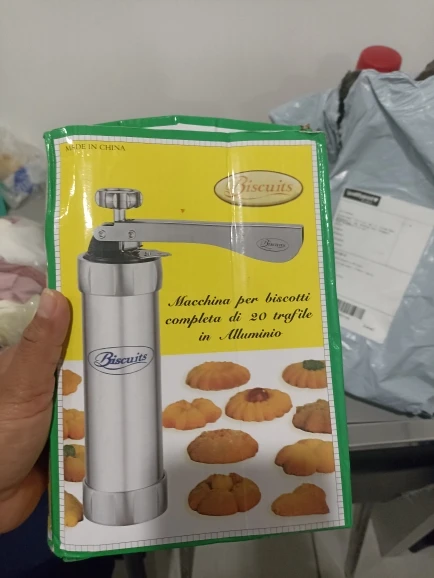 MADE IN CHINA
Biscuits
Biscuits
Macchina per biscotti
completa di 20 trafile
in Alluminio
Biscuits